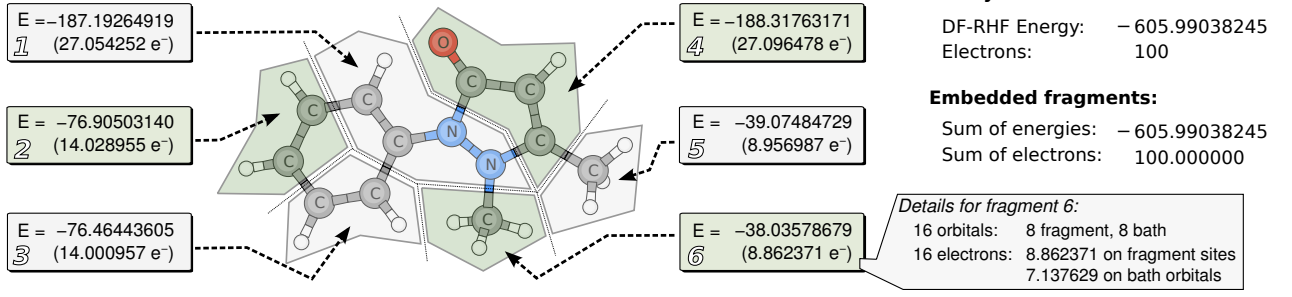 E = −187.19264919
1 (27.054252 e⁻)
E = −76.90503140
2 (14.028955 e⁻)
E = −76.46443605
3 (14.000957 e⁻)
O
C C
C
N
C C
C
C N
C
C
C C
C
E = −188.31763171
4 (27.096478 e⁻)
E = −39.07484729
5 (8.956987 e⁻)
E = −38.03578679
6 (8.862371 e⁻)
DF-RHF Energy: −605.99038245
Electrons: 100
Embedded fragments:
Sum of energies: −605.99038245
Sum of electrons: 100.000000
Details for fragment 6:
16 orbitals: 8 fragment, 8 bath
16 electrons: 8.862371 on fragment sites
7.137629 on bath orbitals